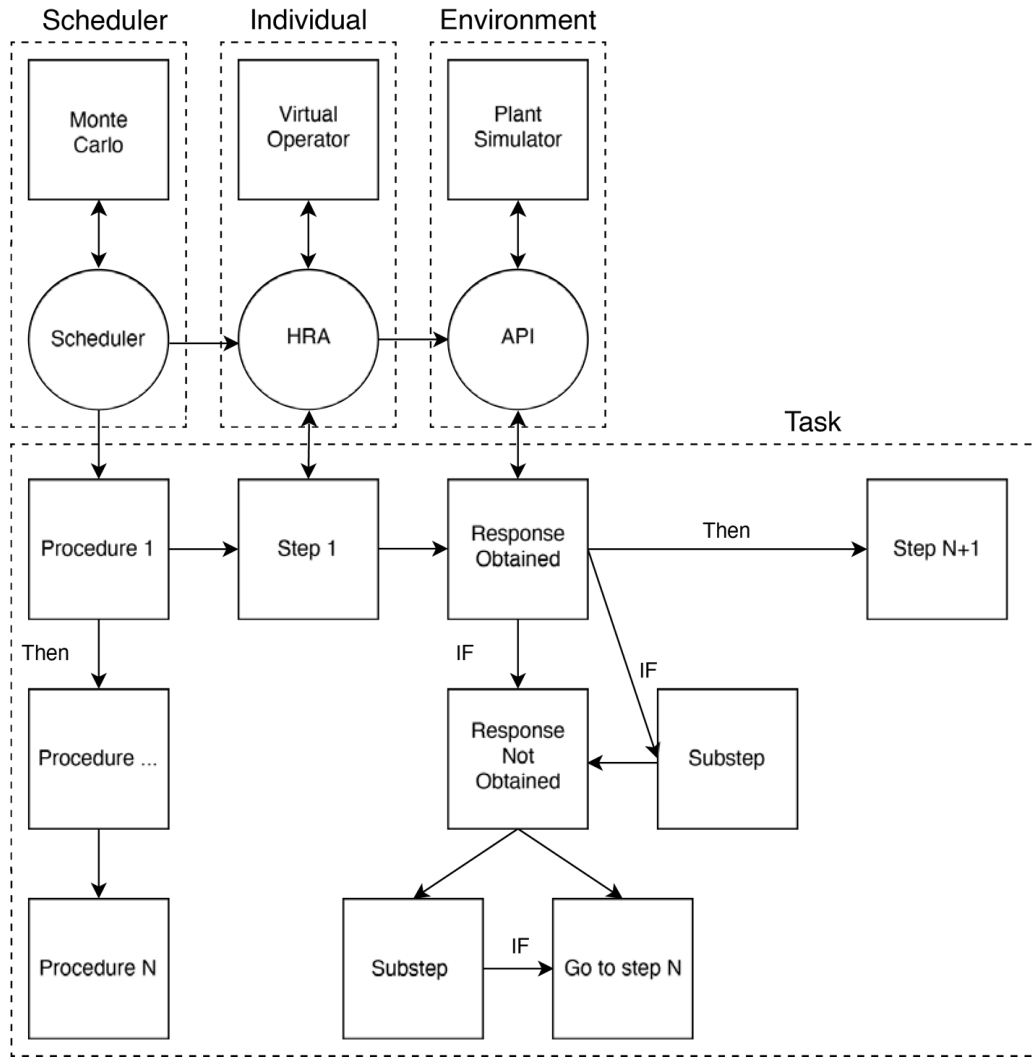 Scheduler
Individual
Environment
Monte
Carlo
Virtual
Operator
Plant
Simulator
Scheduler
HRA
API
Task
Procedure 1
Step 1
Response
Obtained
Then
Step N+1
Then
IF
IF
Procedure ...
Response
Not
Obtained
Substep
Procedure N
Substep
IF
Go to step N